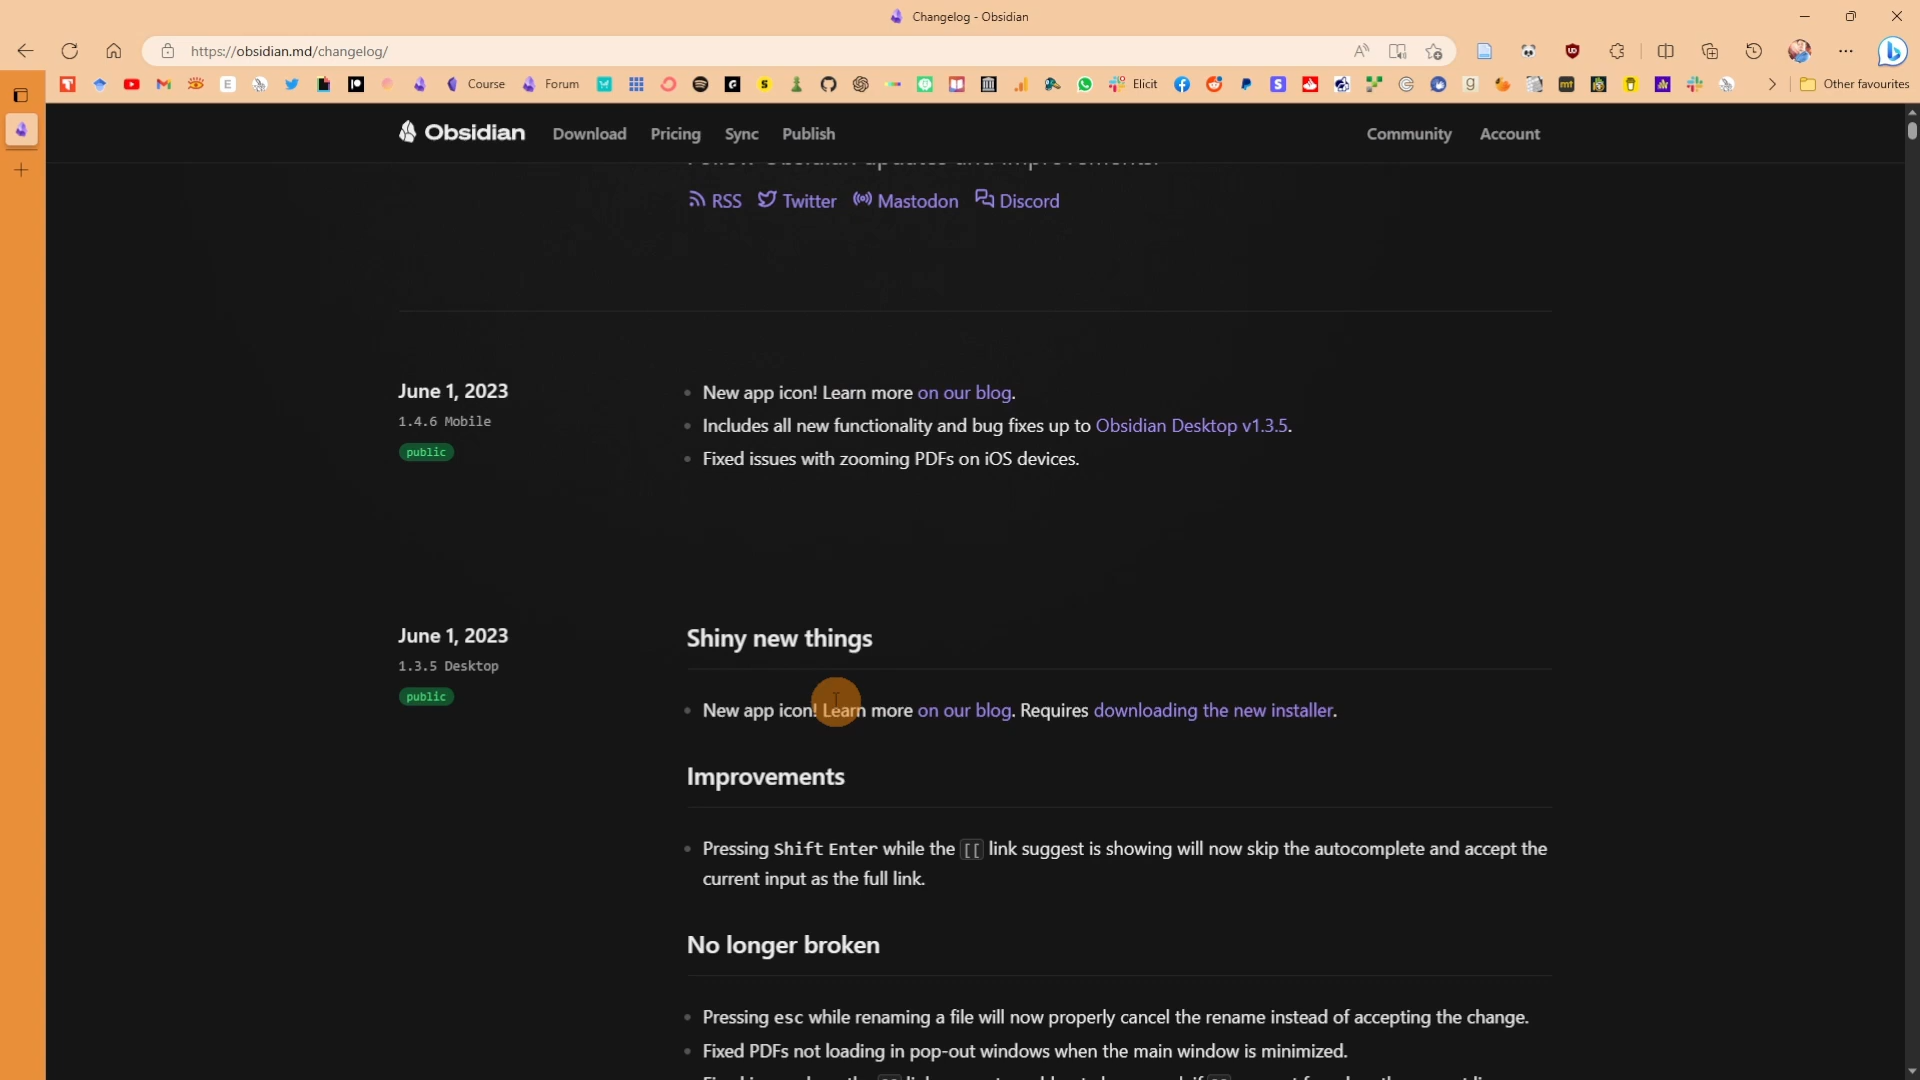 Changelog - Obsidian
https://obsidian.md/changelog/
Course
Forum
Elicit
Other favourites
Obsidian
Download
Pricing
Sync
Publish
Community
Account
Follow Obsidian updates and improvements.
RSS
Twitter
Mastodon
Discord
June 1, 2023
1.4.6 Mobile
public
New app icon! Learn more on our blog.
Includes all new functionality and bug fixes up to Obsidian Desktop v1.3.5.
Fixed issues with zooming PDFs on iOS devices.
June 1, 2023
1.3.5 Desktop
public
Shiny new things
New app icon! Learn more on our blog. Requires downloading the new installer.
Improvements
Pressing Shift Enter while the [[ link suggest is showing will now skip the autocomplete and accept the
current input as the full link.
No longer broken
Pressing esc while renaming a file will now properly cancel the rename instead of accepting the change.
Fixed PDFs not loading in pop-out windows when the main window is minimized.